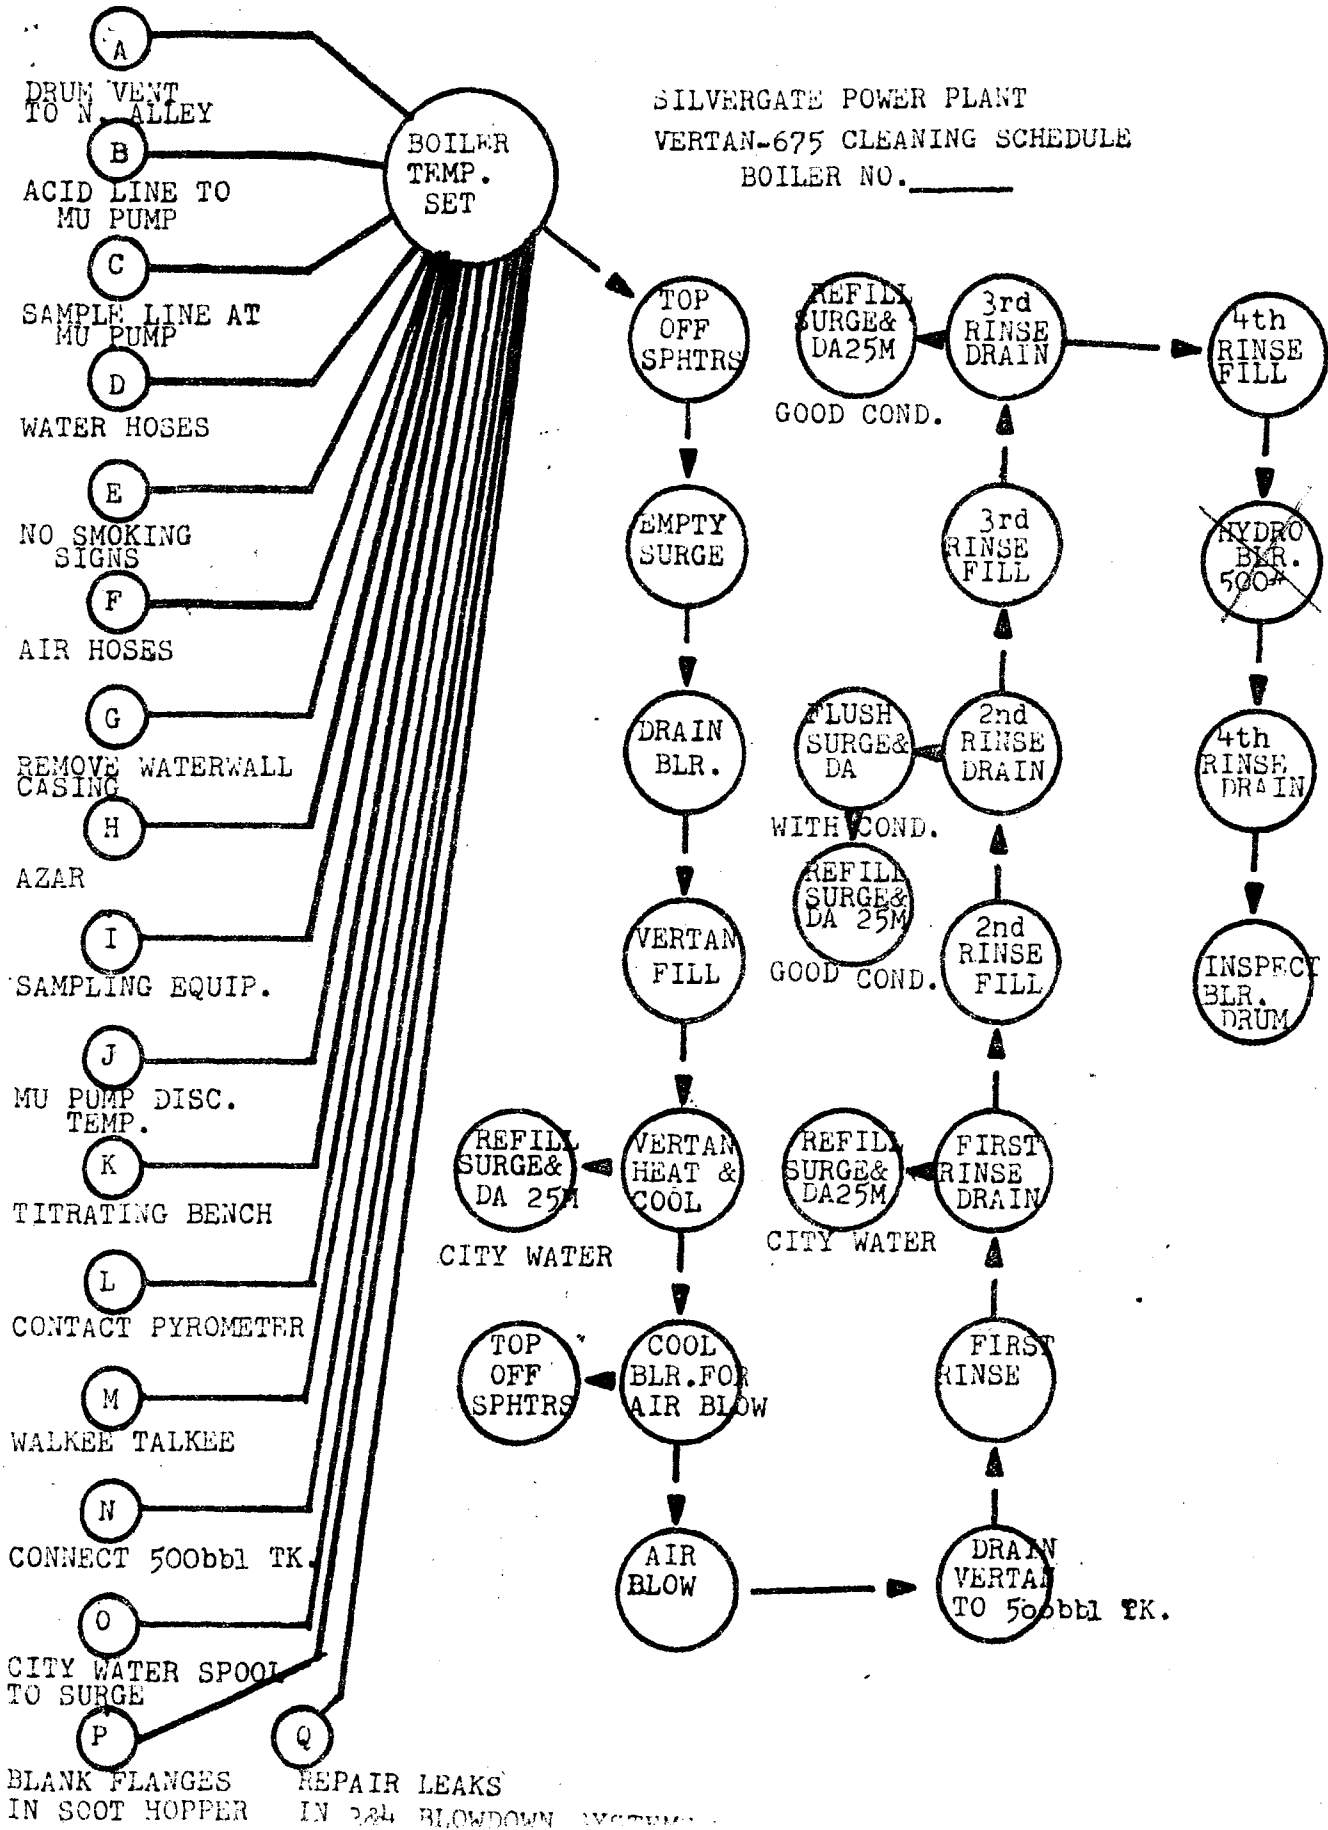 SILVERGATE POWER PLANT
VERTAN-675 CLEANING SCHEDULE
BOILER NO.
A
DRUM VENT
TO N. ALLEY
B
ACID LINE TO
MU PUMP
C
SAMPLE LINE AT
MU PUMP
D
WATER HOSES
E
NO SMOKING
SIGNS
F
AIR HOSES
G
REMOVE WATERWALL
CASING
H
AZAR
I
SAMPLING EQUIP.
J
MU PUMP DISC.
TEMP.
K
TITRATING BENCH
L
CONTACT PYROMETER
M
WALKEE TALKEE
N
CONNECT 500bbl TK.
O
CITY WATER SPOOL
TO SURGE
P
BLANK FLANGES
IN SOOT HOPPER
Q
REPAIR LEAKS
IN 3&4 BLOWDOWN
BOILER
TEMP.
SET
TOP
OFF
SPHTRS
EMPTY
SURGE
DRAIN
BLR.
VERTAN
FILL
VERTAN
HEAT &
COOL
REFILL
SURGE&
DA 25M
CITY WATER
COOL
BLR.FOR
AIR BLOW
TOP
OFF
SPHTRS
AIR
BLOW
DRAIN
VERTAN
TO 500bbl TK.
FIRST
RINSE
FIRST
RINSE
DRAIN
REFILL
SURGE&
DA25M
CITY WATER
2nd
RINSE
FILL
2nd
RINSE
DRAIN
FLUSH
SURGE&
DA
WITH COND.
REFILL
SURGE&
DA 25M
GOOD COND.
3rd
RINSE
FILL
3rd
RINSE
DRAIN
REFILL
SURGE&
DA25M
GOOD COND.
4th
RINSE
FILL
HYDRO
BLR.
500#
4th
RINSE
DRAIN
INSPECT
BLR.
DRUM